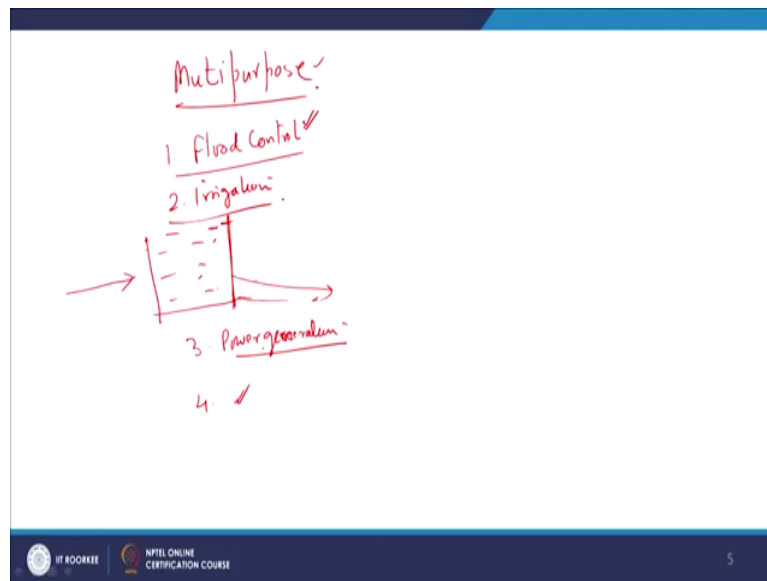 Mutipurpose
1 Flood Control
2. Irrigation
3. Power generation
4.
IIT ROORKEE
NPTEL ONLINE
CERTIFICATION COURSE
5